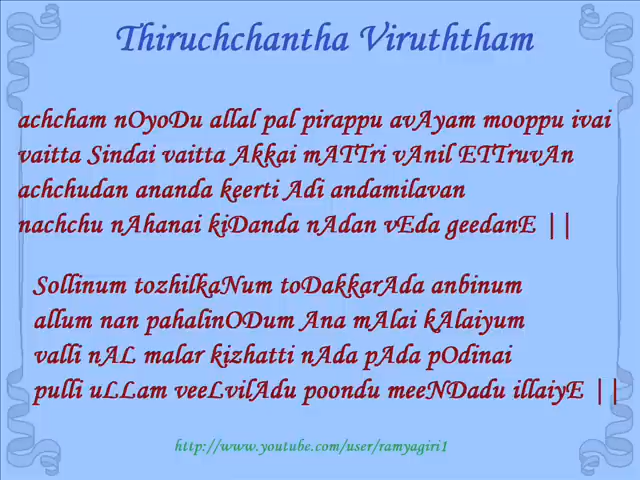 Thiruchchantha Viruththam
achcham nOyoDu allal pal pirappu avAyam mooppu ivai
vaitta Sindai vaitta Akkai mATTri vAnil ETTruvAn
achchudan ananda keerti Adi andamilavan
nachchu nAhanai kiDanda nAdan vEda geedanE ||
Sollinum tozhilkaNum toDakkarAda anbinum
allum nan pahalinODum Ana mAlai kAlaiyum
valli nAL malar kizhatti nAda pAda pOdinai
pulli uLLam veeLvilAdu poondu meeNDadu illaiyE ||
http://www.youtube.com/user/ramyagiri1